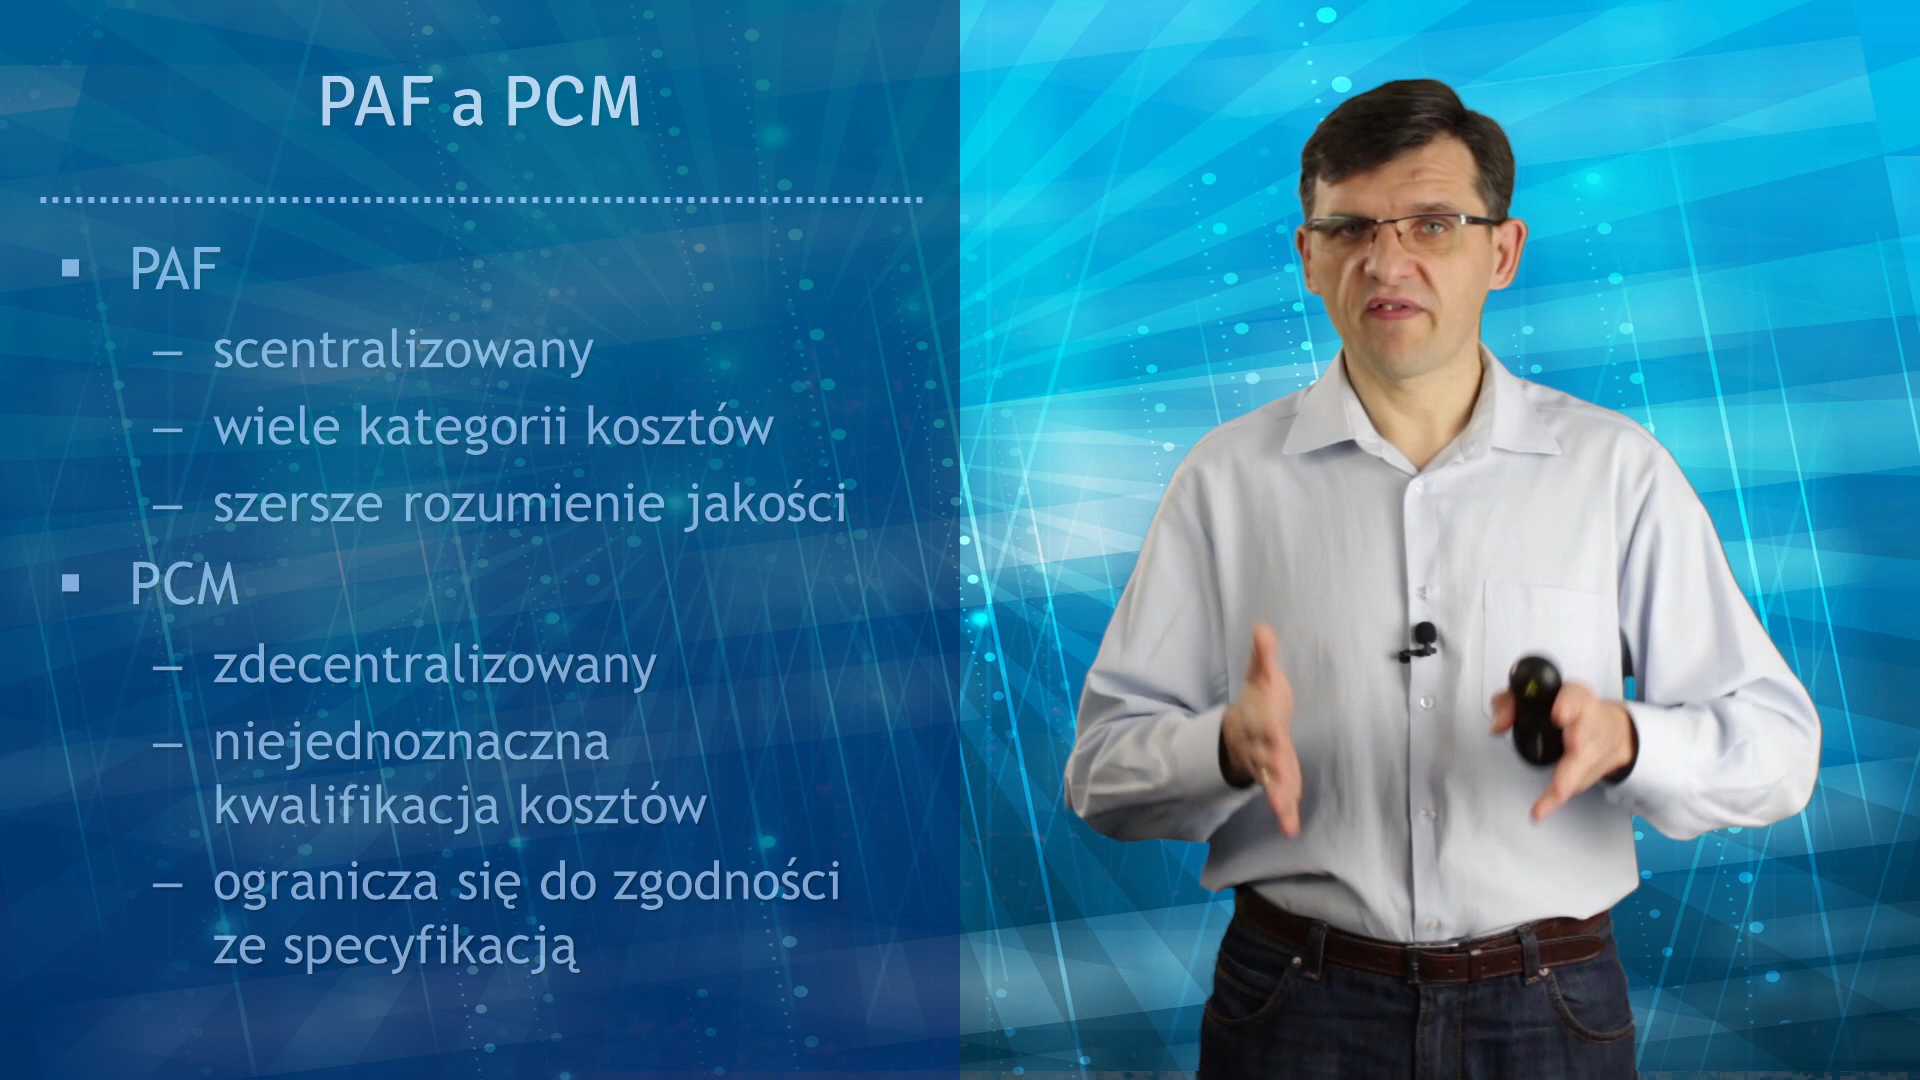 PAF a PCM
▪ PAF
– scentralizowany
– wiele kategorii kosztów
– szersze rozumienie jakości
▪ PCM
– zdecentralizowany
– niejednoznaczna
kwalifikacja kosztów
– ogranicza się do zgodności
ze specyfikacją